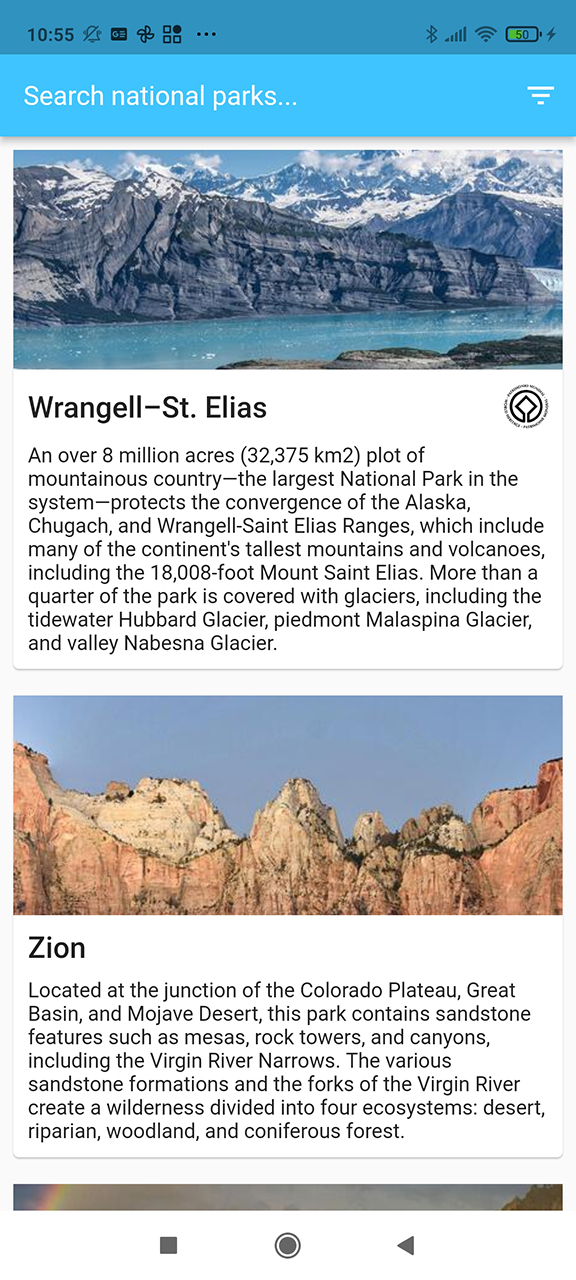 10:55
50
Search national parks...
Wrangell–St. Elias
An over 8 million acres (32,375 km2) plot of
mountainous country—the largest National Park in the
system—protects the convergence of the Alaska,
Chugach, and Wrangell-Saint Elias Ranges, which include
many of the continent's tallest mountains and volcanoes,
including the 18,008-foot Mount Saint Elias. More than a
quarter of the park is covered with glaciers, including the
tidewater Hubbard Glacier, piedmont Malaspina Glacier,
and valley Nabesna Glacier.
Zion
Located at the junction of the Colorado Plateau, Great
Basin, and Mojave Desert, this park contains sandstone
features such as mesas, rock towers, and canyons,
including the Virgin River Narrows. The various
sandstone formations and the forks of the Virgin River
create a wilderness divided into four ecosystems: desert,
riparian, woodland, and coniferous forest.